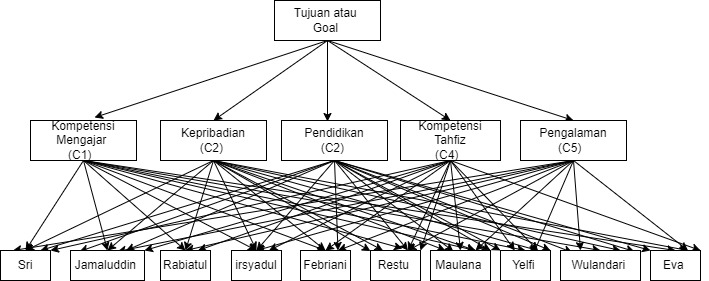 Tujuan atau
Goal
Kompetensi
Mengajar
(C1)
Kepribadian
(C2)
Pendidikan
(C2)
Kompetensi
Tahfiz
(C4)
Pengalaman
(C5)
Sri
Jamaluddin
Rabiatul
irsyadul
Febriani
Restu
Maulana
Yelfi
Wulandari
Eva